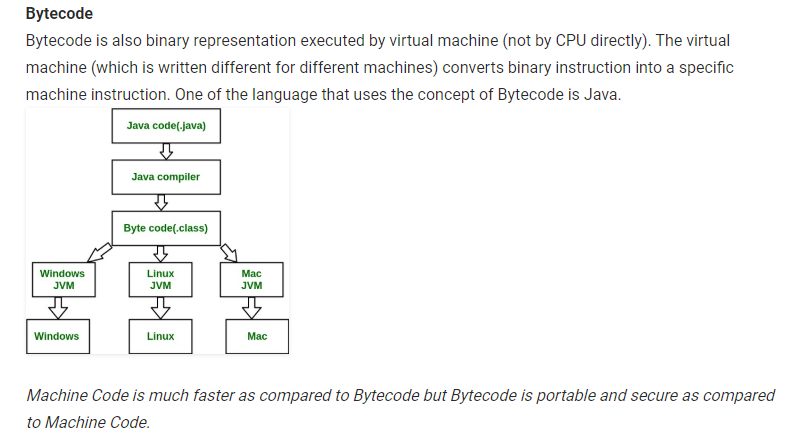 Bytecode
Bytecode is also binary representation executed by virtual machine (not by CPU directly). The virtual
machine (which is written different for different machines) converts binary instruction into a specific
machine instruction. One of the language that uses the concept of Bytecode is Java.
Java code(.java)
Java compiler
Byte code(.class)
Windows
JVM
Linux
JVM
Mac
JVM
Windows
Linux
Mac
Machine Code is much faster as compared to Bytecode but Bytecode is portable and secure as compared
to Machine Code.